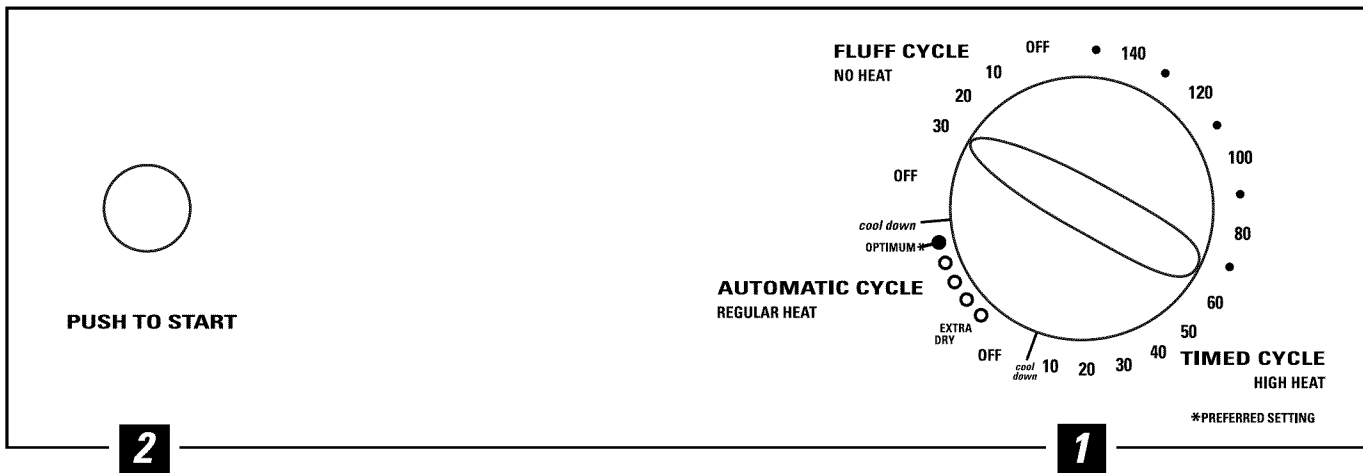 FLUFF CYCLE
NO HEAT
OFF
10
20
30
OFF
140
120
100
80
60
50
40
30
20
10
cool
down
TIMED CYCLE
HIGH HEAT
cool down
OPTIMUM*
AUTOMATIC CYCLE
REGULAR HEAT
EXTRA
DRY
OFF
*PREFERRED SETTING
PUSH TO START
2
1